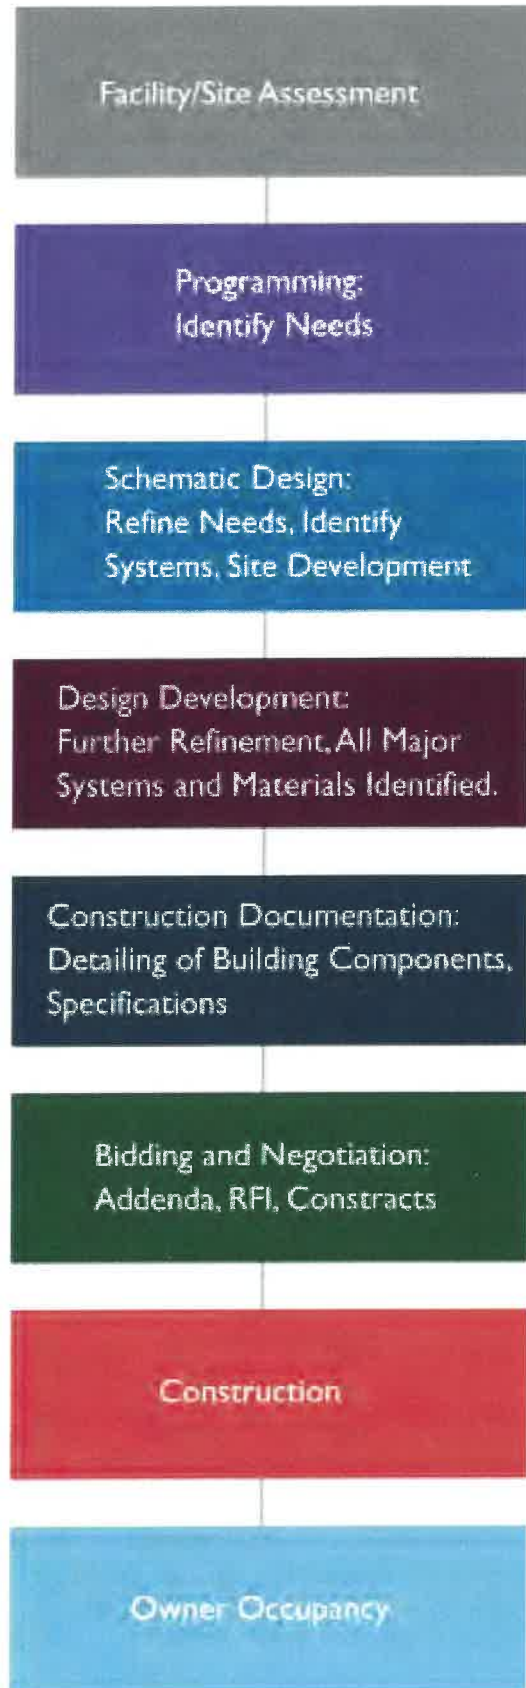 Facility/Site Assessment
Programming:
Identify Needs
Schematic Design:
Refine Needs, Identify
Systems, Site Development
Design Development:
Further Refinement, All Major
Systems and Materials Identified.
Construction Documentation:
Detailing of Building Components,
Specifications
Bidding and Negotiation:
Addenda, RFI, Constracts
Construction
Owner Occupancy